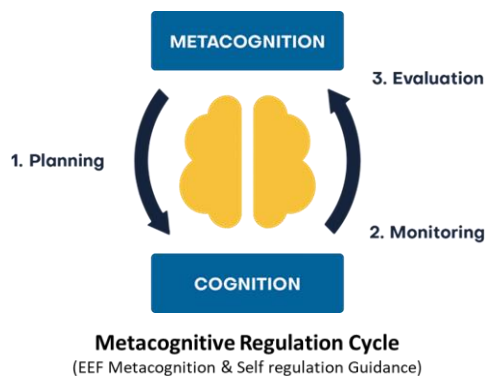 METACOGNITION
3. Evaluation
1. Planning
2. Monitoring
COGNITION
Metacognitive Regulation Cycle
(EEF Metacognition & Self regulation Guidance)